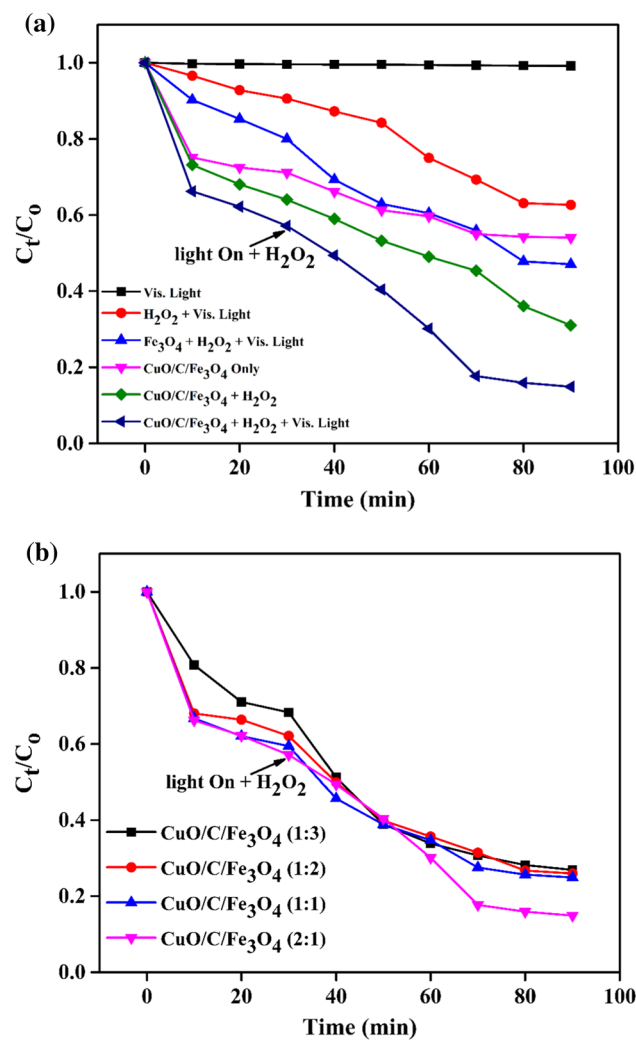 (a)
1.0
0.8
0.6
0.4
0.2
0.0
Cₜ/Cₒ
light On + H₂O₂
Vis. Light
H₂O₂ + Vis. Light
Fe₃O₄ + H₂O₂ + Vis. Light
CuO/C/Fe₃O₄ Only
CuO/C/Fe₃O₄ + H₂O₂
CuO/C/Fe₃O₄ + H₂O₂ + Vis. Light
0 20 40 60 80 100
Time (min)
(b)
1.0
0.8
0.6
0.4
0.2
0.0
Cₜ/Cₒ
light On + H₂O₂
CuO/C/Fe₃O₄ (1:3)
CuO/C/Fe₃O₄ (1:2)
CuO/C/Fe₃O₄ (1:1)
CuO/C/Fe₃O₄ (2:1)
0 20 40 60 80 100
Time (min)